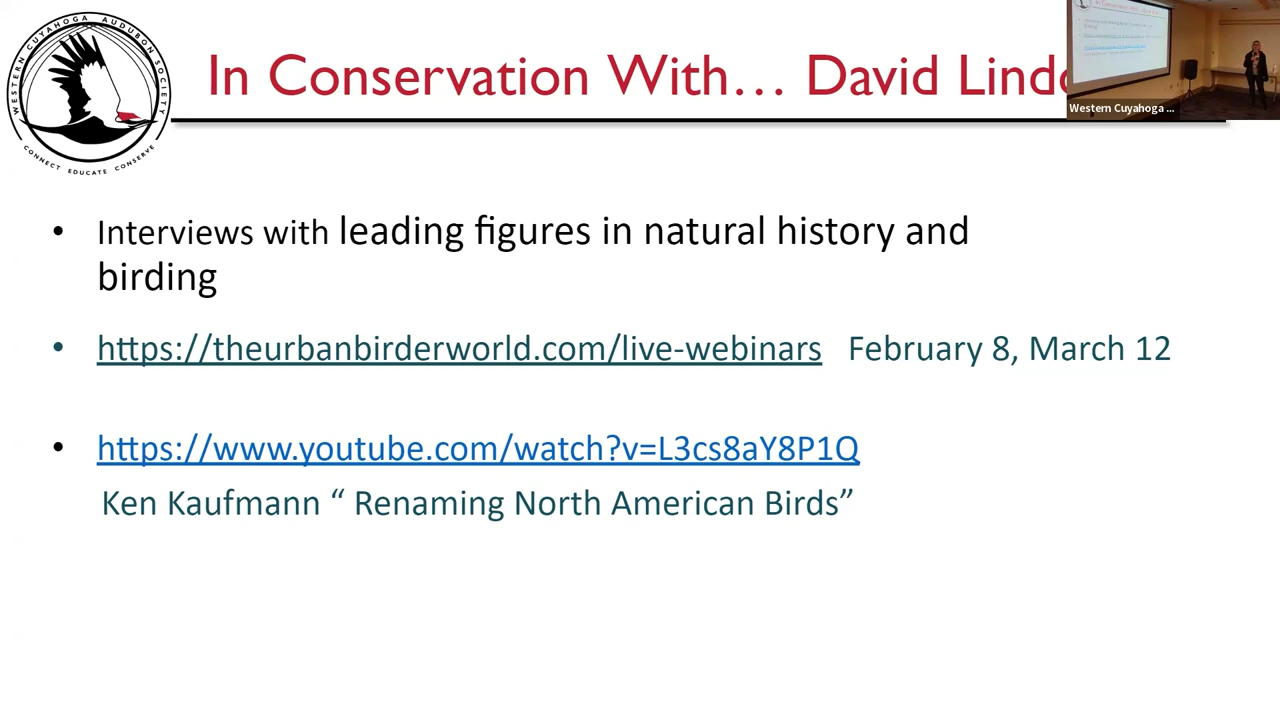 WESTERN CUYAHOGA AUDUBON SOCIETY
CONNECT EDUCATE CONSERVE
In Conservation With… David Lindo
Western Cuyahoga ...
• Interviews with leading figures in natural history and
birding
• https://theurbanbirderworld.com/live-webinars February 8, March 12
• https://www.youtube.com/watch?v=L3cs8aY8P1Q
Ken Kaufmann “ Renaming North American Birds”